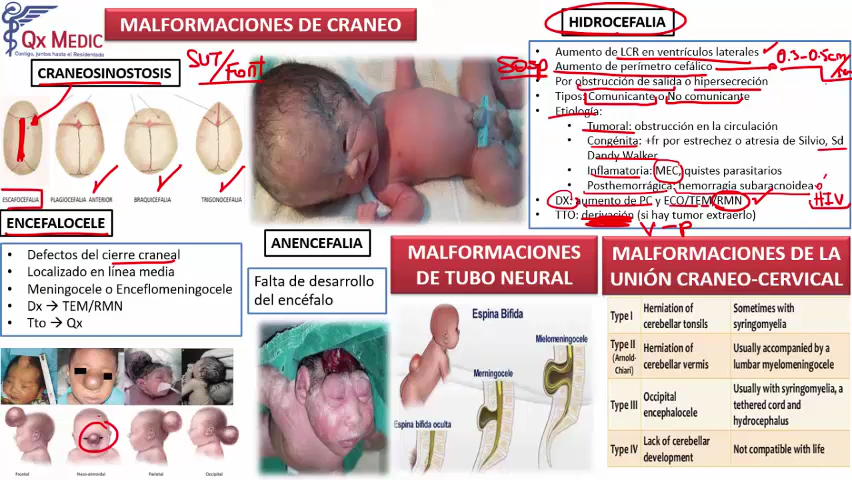 Qx MEDIC
Contigo, juntos hasta el Residentado
MALFORMACIONES DE CRANEO
CRANEOSINOSTOSIS
SUT/Font
ESCAFOCEFALIA
PLAGIOCEFALIA ANTERIOR
BRAQUICEFALIA
TRIGONOCEFALIA
ENCEFALOCELE
• Defectos del cierre craneal
• Localizado en línea media
• Meningocele o Enceflomeningocele
• Dx → TEM/RMN
• Tto → Qx
Frontal
Naso-etmoidal
Parietal
Occipital
ANENCEFALIA
Falta de desarrollo
del encéfalo
HIDROCEFALIA
• Aumento de LCR en ventrículos laterales
SOSP
• Aumento de perímetro cefálico
0.3-0.5cm/
• Por obstrucción de salida o hipersecreción
• Tipos: Comunicante o No comunicante
• Etiología:
• Tumoral: obstrucción en la circulación
• Congénita: +fr por estrechez o atresia de Silvio, Sd
Dandy Walker
• Inflamatoria: MEC, quistes parasitarios
• Posthemorrágica: hemorragia subaracnoidea
HIV
• DX: aumento de PC y ECO/TEM/RMN
• TTO: derivación (si hay tumor extraerlo)
V-P
MALFORMACIONES
DE TUBO NEURAL
Espina Bífida
Mielomeningocele
Meningocele
Espina bífida oculta
MALFORMACIONES DE LA
UNIÓN CRANEO-CERVICAL
Type I Herniation of cerebellar tonsils Sometimes with syringomyelia
Type II (Arnold-Chiari) Herniation of cerebellar vermis Usually accompanied by a lumbar myelomeningocele
Type III Occipital encephalocele Usually with syringomyelia, a tethered cord and hydrocephalus
Type IV Lack of cerebellar development Not compatible with life